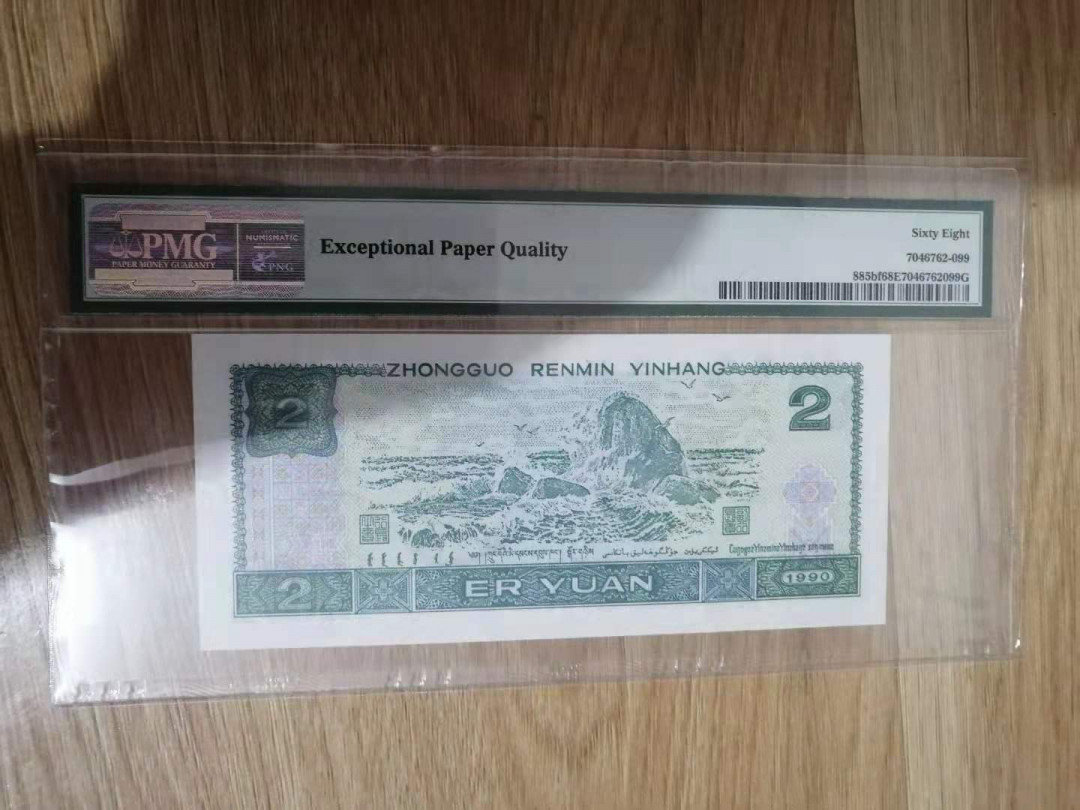 PMG
PAPER MONEY GUARANTY
NUMISMATIC
PNG
Exceptional Paper Quality
Sixty Eight
7046762-099
885bf68E7046762099G
ZHONGGUO RENMIN YINHANG
2
2
2
ER YUAN
1990